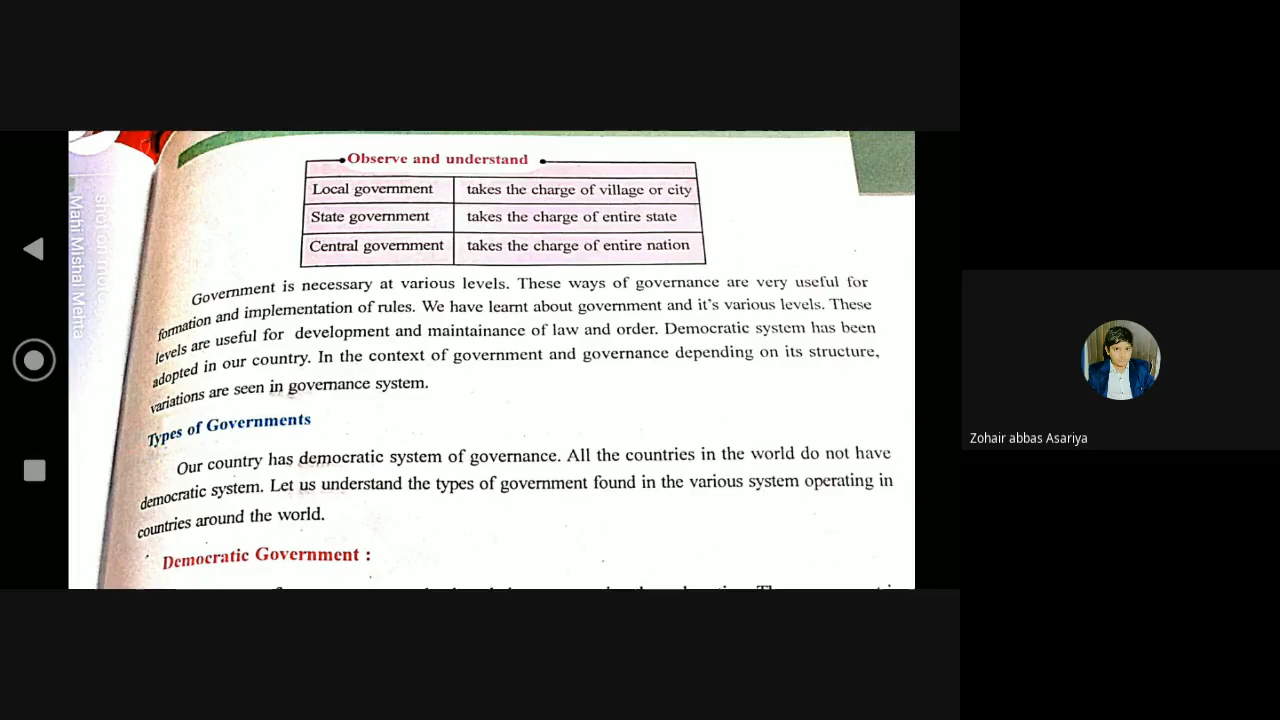 Observe and understand
Local government takes the charge of village or city
State government takes the charge of entire state
Central government takes the charge of entire nation
Government is necessary at various levels. These ways of governance are very useful for
formation and implementation of rules. We have learnt about government and it's various levels. These
levels are useful for development and maintainance of law and order. Democratic system has been
adopted in our country. In the context of government and governance depending on its structure,
variations are seen in governance system.
Types of Governments
Our country has democratic system of governance. All the countries in the world do not have
democratic system. Let us understand the types of government found in the various system operating in
countries around the world.
Democratic Government :
Mahi Mishal Mehta
Zohair abbas Asariya